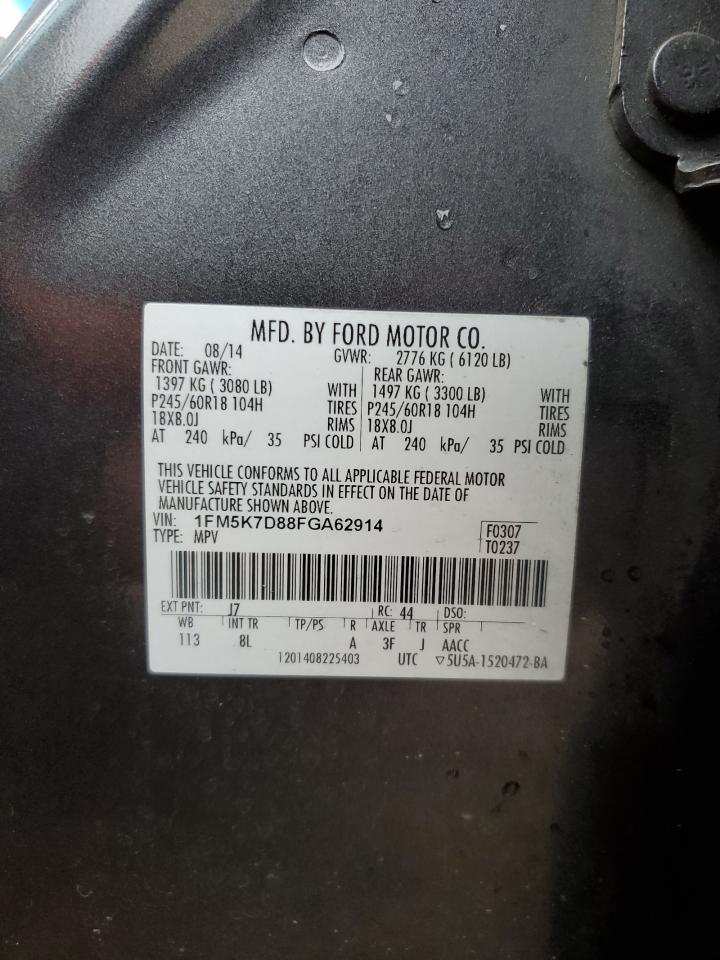 MFD. BY FORD MOTOR CO.
DATE: 08/14 GVWR: 2776 KG ( 6120 LB)
FRONT GAWR: REAR GAWR:
1397 KG ( 3080 LB) WITH 1497 KG ( 3300 LB) WITH
P245/60R18 104H TIRES P245/60R18 104H TIRES
18X8.0J RIMS 18X8.0J RIMS
AT 240 kPa/ 35 PSI COLD AT 240 kPa/ 35 PSI COLD
THIS VEHICLE CONFORMS TO ALL APPLICABLE FEDERAL MOTOR
VEHICLE SAFETY STANDARDS IN EFFECT ON THE DATE OF
MANUFACTURE SHOWN ABOVE.
VIN: 1FM5K7D88FGA62914 F0307
TYPE: MPV T0237
EXT PNT: J7 RC: 44 DSO:
WB INT TR TP/PS R AXLE TR SPR
113 8L A 3F J AACC
1201408225403 UTC ▽5U5A-1520472-BA